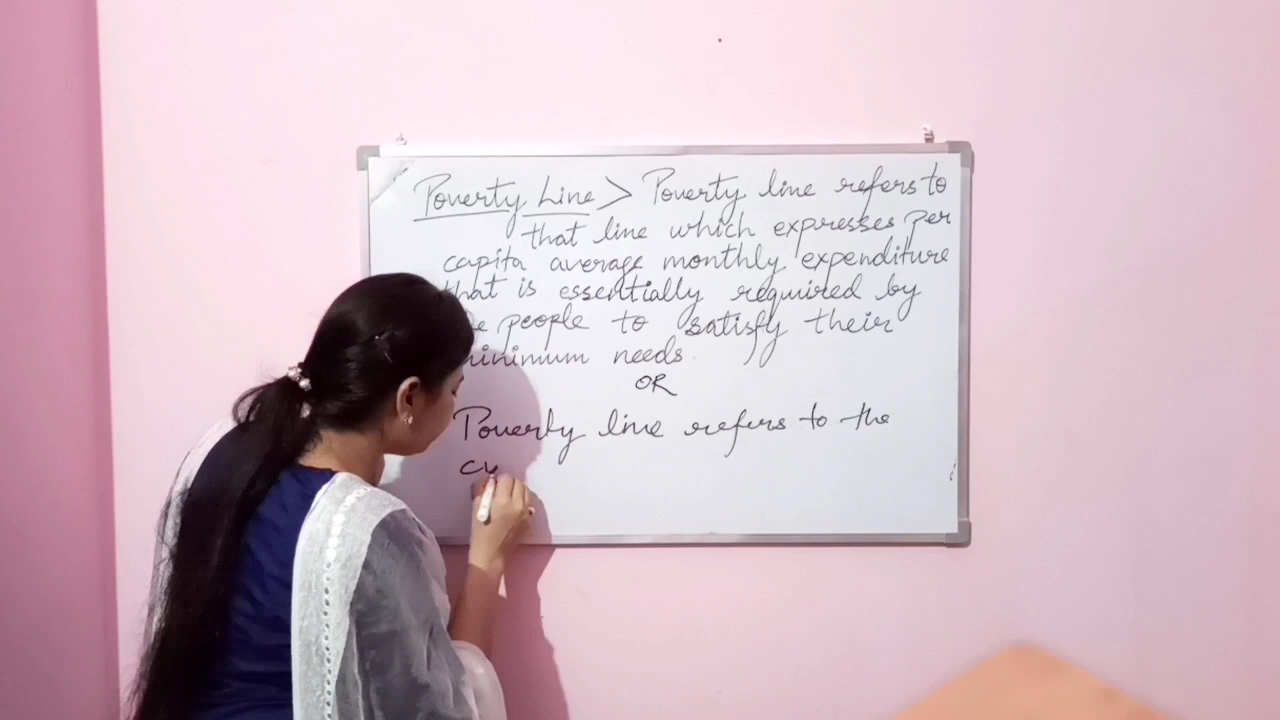 Poverty Line > Poverty line refers to
that line which expresses per
capita average monthly expenditure
that is essentially required by
people to satisfy their
minimum needs.
OR
Poverty line refers to the
cu